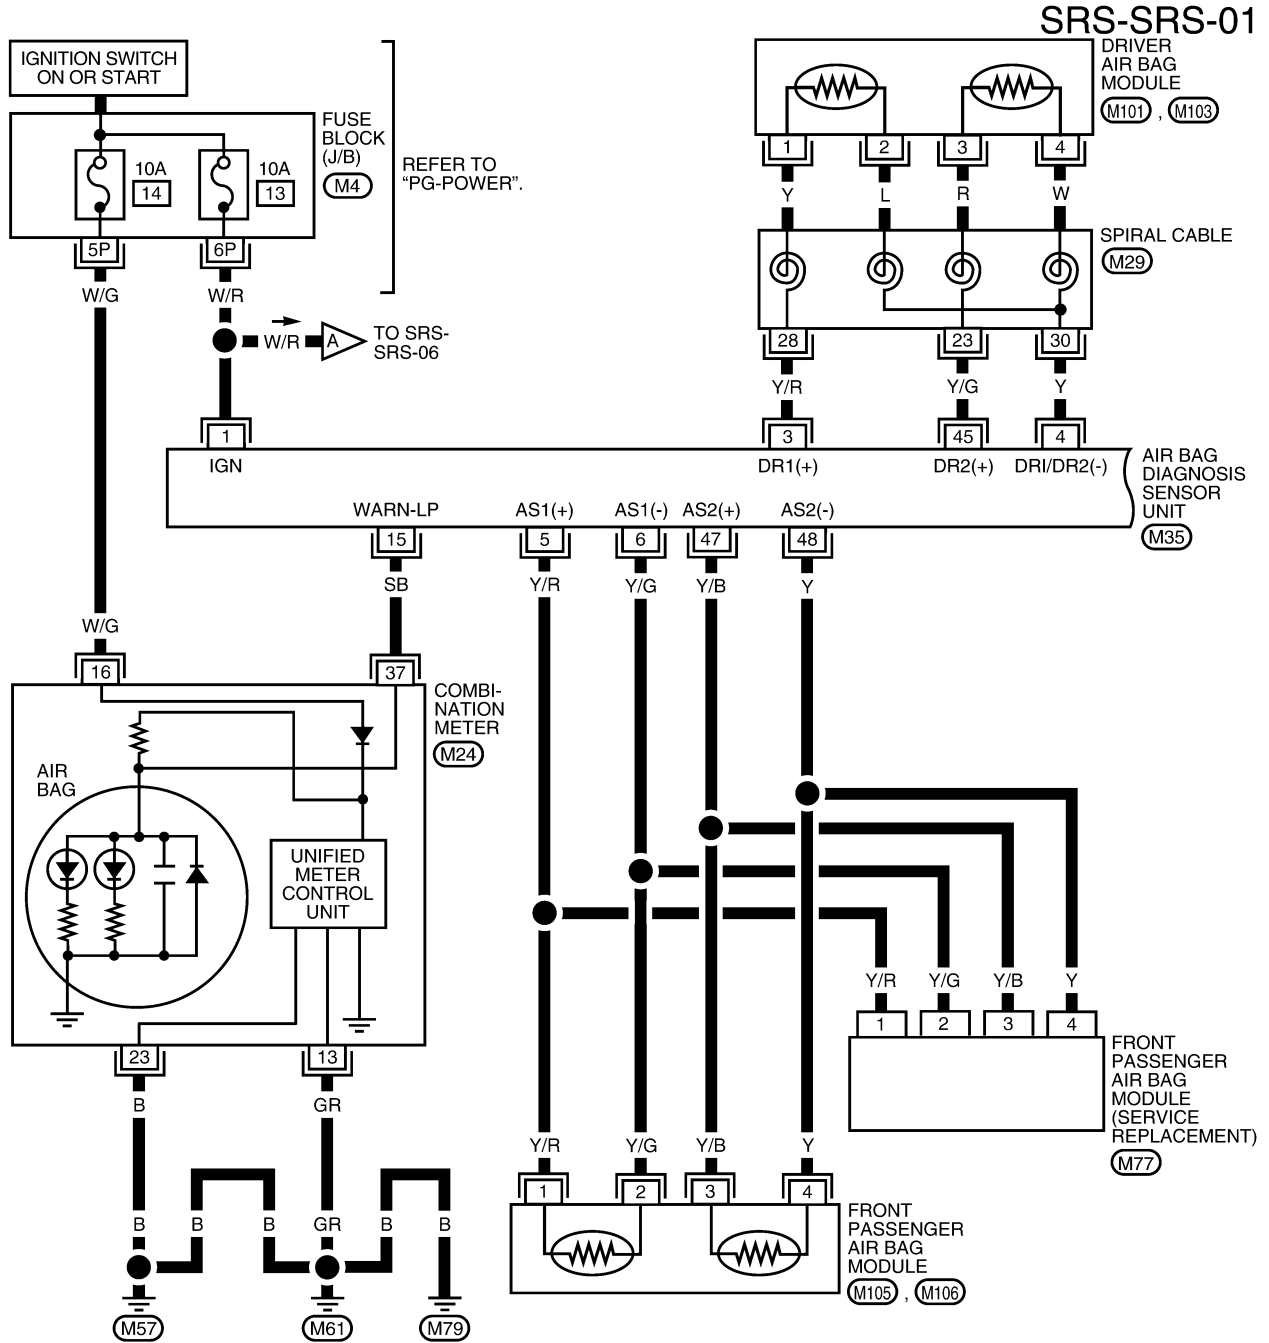 SRS-SRS-01
IGNITION SWITCH
ON OR START
FUSE
BLOCK
(J/B)
M4
10A
14
10A
13
REFER TO
“PG-POWER”.
5P
6P
W/G
W/R
W/R
A
TO SRS-
SRS-06
DRIVER
AIR BAG
MODULE
M101 , M103
1
2
3
4
Y
L
R
W
SPIRAL CABLE
M29
28
23
30
Y/R
Y/G
Y
1
3
45
4
IGN
DR1(+)
DR2(+)
DRI/DR2(-)
AIR BAG
DIAGNOSIS
SENSOR
UNIT
M35
WARN-LP
AS1(+)
AS1(-)
AS2(+)
AS2(-)
15
5
6
47
48
SB
Y/R
Y/G
Y/B
Y
W/G
16
37
COMBI-
NATION
METER
M24
AIR
BAG
UNIFIED
METER
CONTROL
UNIT
Y/R
Y/G
Y/B
Y
1
2
3
4
FRONT
PASSENGER
AIR BAG
MODULE
(SERVICE
REPLACEMENT)
M77
23
13
B
GR
Y/R
Y/G
Y/B
Y
1
2
3
4
FRONT
PASSENGER
AIR BAG
MODULE
M105 , M106
B
B
B
GR
B
B
M57
M61
M79